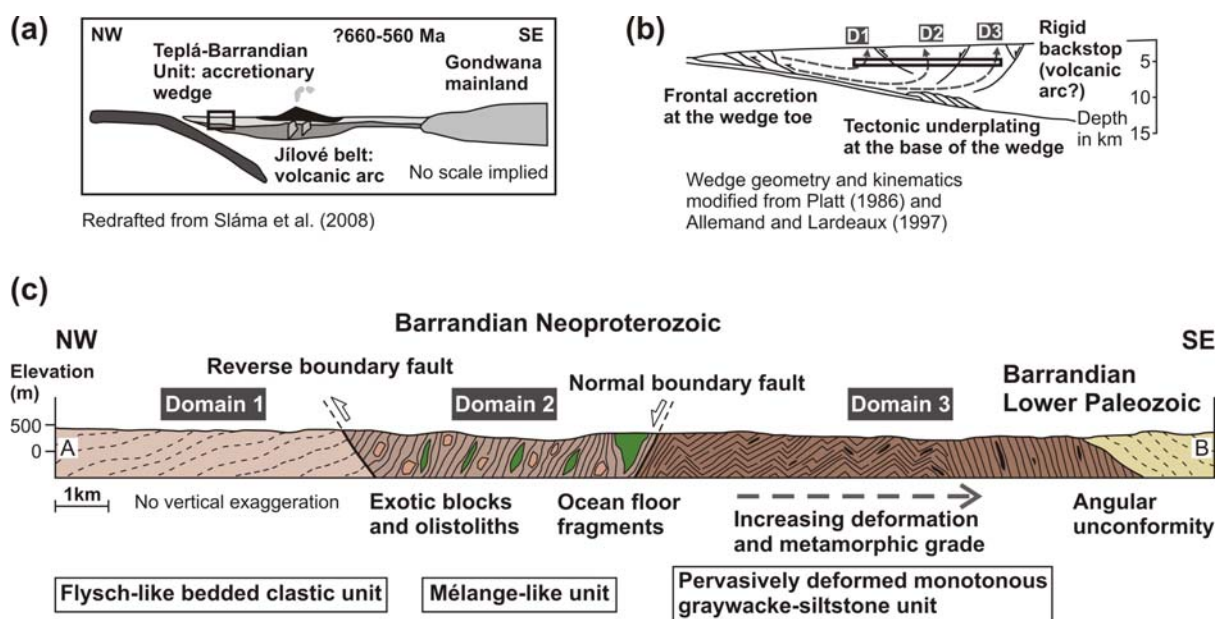 (a)
NW
?660-560 Ma
SE
Teplá-Barrandian
Unit: accretionary
wedge
Gondwana
mainland
Jílové belt:
volcanic arc
No scale implied
Redrafted from Sláma et al. (2008)
(b)
D1
D2
D3
Rigid
backstop
(volcanic
arc?)
5
10
15
Depth
in km
Frontal accretion
at the wedge toe
Tectonic underplating
at the base of the wedge
Wedge geometry and kinematics
modified from Platt (1986) and
Allemand and Lardeaux (1997)
(c)
NW
Barrandian Neoproterozoic
SE
Elevation
(m)
Reverse boundary fault
Normal boundary fault
Barrandian
Lower Paleozoic
Domain 1
Domain 2
Domain 3
500
0
A
B
1km
No vertical exaggeration
Exotic blocks
and olistoliths
Ocean floor
fragments
Increasing deformation
and metamorphic grade
Angular
unconformity
Flysch-like bedded clastic unit
Mélange-like unit
Pervasively deformed monotonous
graywacke-siltstone unit